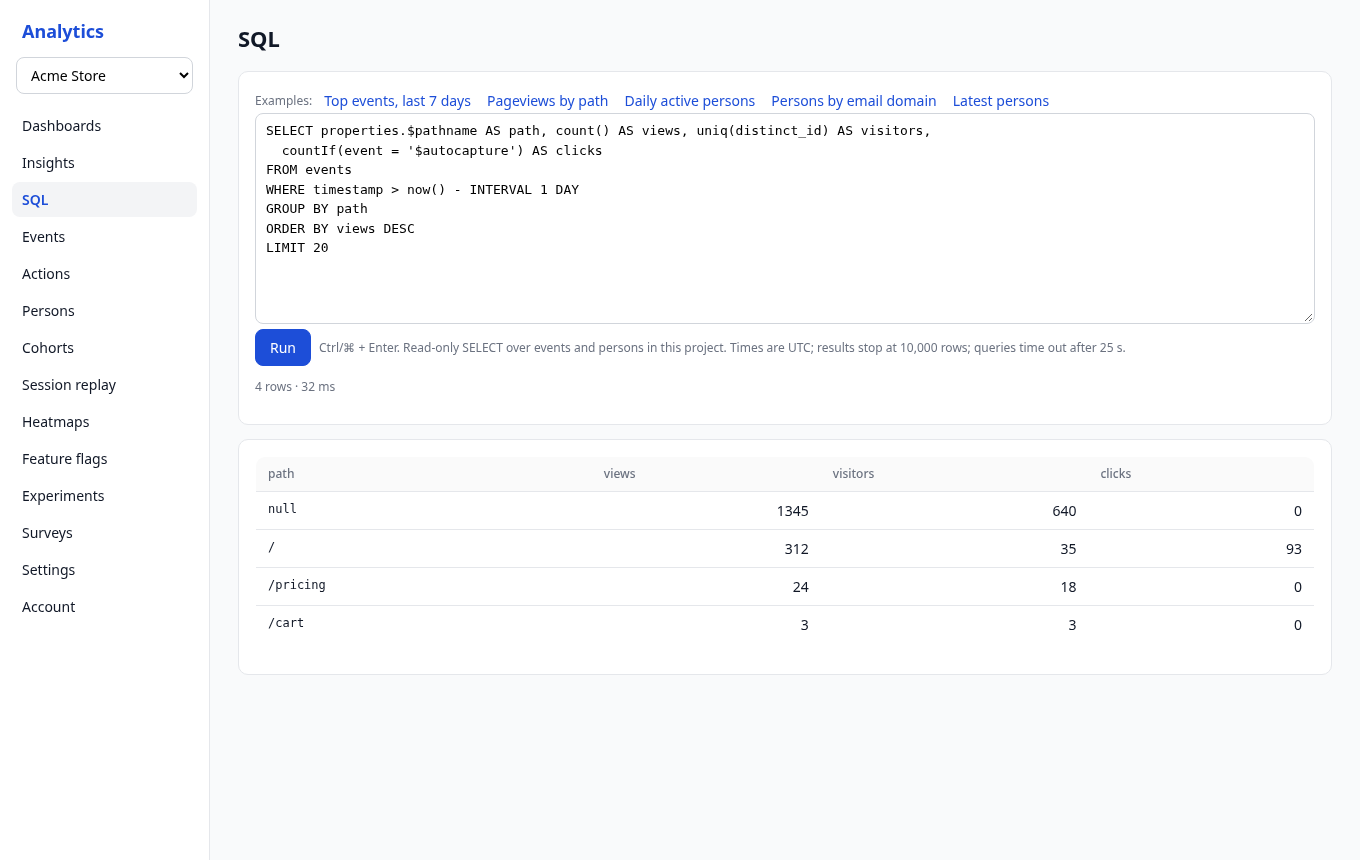 Analytics
Acme Store
Dashboards
Insights
SQL
Events
Actions
Persons
Cohorts
Session replay
Heatmaps
Feature flags
Experiments
Surveys
Settings
Account
SQL
Examples: Top events, last 7 days Pageviews by path Daily active persons Persons by email domain Latest persons
SELECT properties.$pathname AS path, count() AS views, uniq(distinct_id) AS visitors,
  countIf(event = '$autocapture') AS clicks
FROM events
WHERE timestamp > now() - INTERVAL 1 DAY
GROUP BY path
ORDER BY views DESC
LIMIT 20
Run Ctrl/⌘ + Enter. Read-only SELECT over events and persons in this project. Times are UTC; results stop at 10,000 rows; queries time out after 25 s.
4 rows · 32 ms
path views visitors clicks
null 1345 640 0
/ 312 35 93
/pricing 24 18 0
/cart 3 3 0